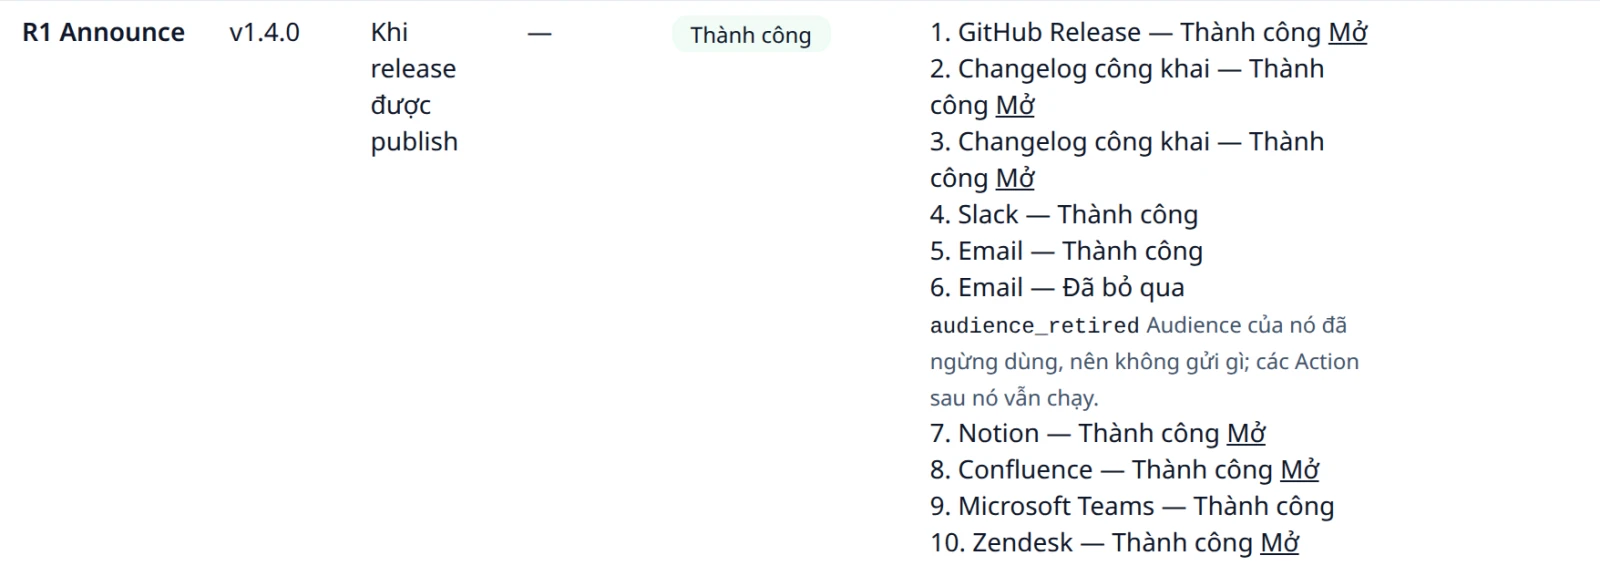 R1 Announce
v1.4.0
Khi
release
được
publish
—
Thành công
1. GitHub Release — Thành công Mở
2. Changelog công khai — Thành
công Mở
3. Changelog công khai — Thành
công Mở
4. Slack — Thành công
5. Email — Thành công
6. Email — Đã bỏ qua
audience_retired Audience của nó đã
ngừng dùng, nên không gửi gì; các Action
sau nó vẫn chạy.
7. Notion — Thành công Mở
8. Confluence — Thành công Mở
9. Microsoft Teams — Thành công
10. Zendesk — Thành công Mở